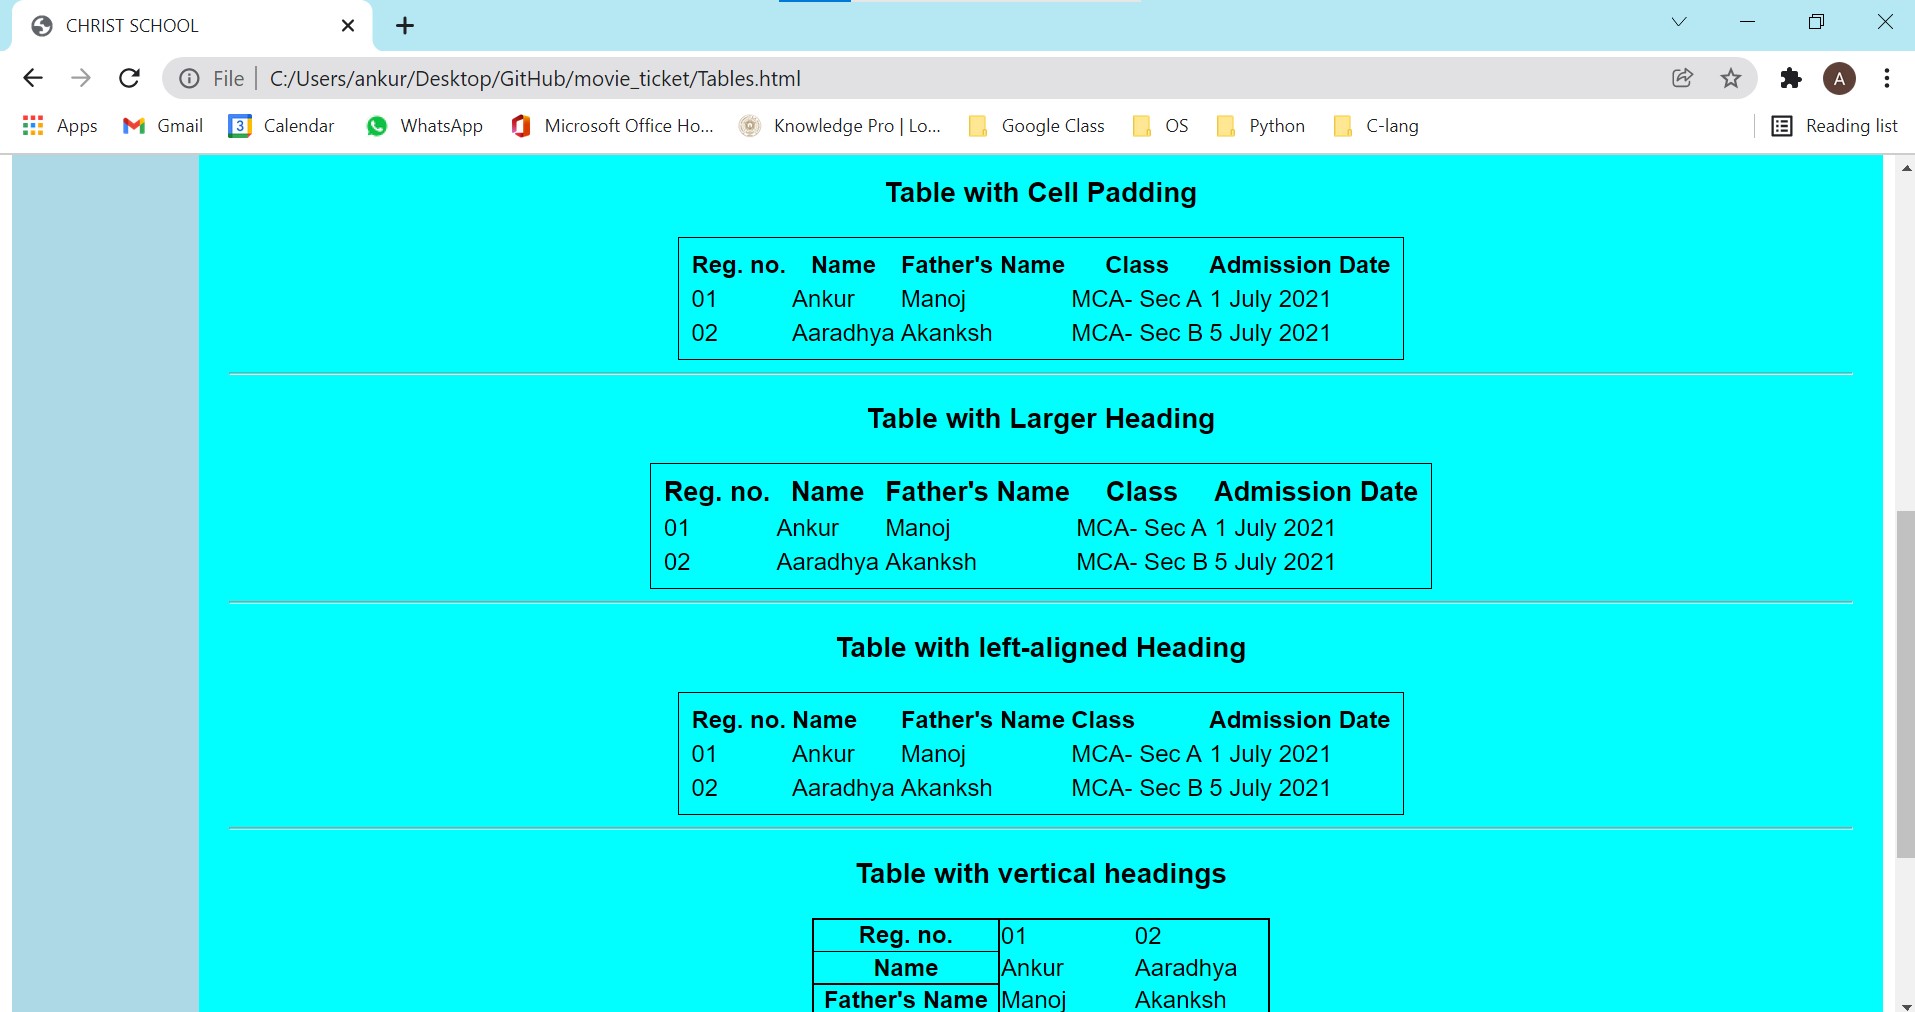 CHRIST SCHOOL
File C:/Users/ankur/Desktop/GitHub/movie_ticket/Tables.html A
Apps Gmail 3 Calendar WhatsApp Microsoft Office Ho... Knowledge Pro | Lo... Google Class OS Python C-lang Reading list
Table with Cell Padding
Reg. no. Name Father's Name Class Admission Date
01 Ankur Manoj MCA- Sec A 1 July 2021
02 Aaradhya Akanksh MCA- Sec B 5 July 2021
Table with Larger Heading
Reg. no. Name Father's Name Class Admission Date
01 Ankur Manoj MCA- Sec A 1 July 2021
02 Aaradhya Akanksh MCA- Sec B 5 July 2021
Table with left-aligned Heading
Reg. no. Name Father's Name Class Admission Date
01 Ankur Manoj MCA- Sec A 1 July 2021
02 Aaradhya Akanksh MCA- Sec B 5 July 2021
Table with vertical headings
Reg. no. 01 02
Name Ankur Aaradhya
Father's Name Manoj Akanksh